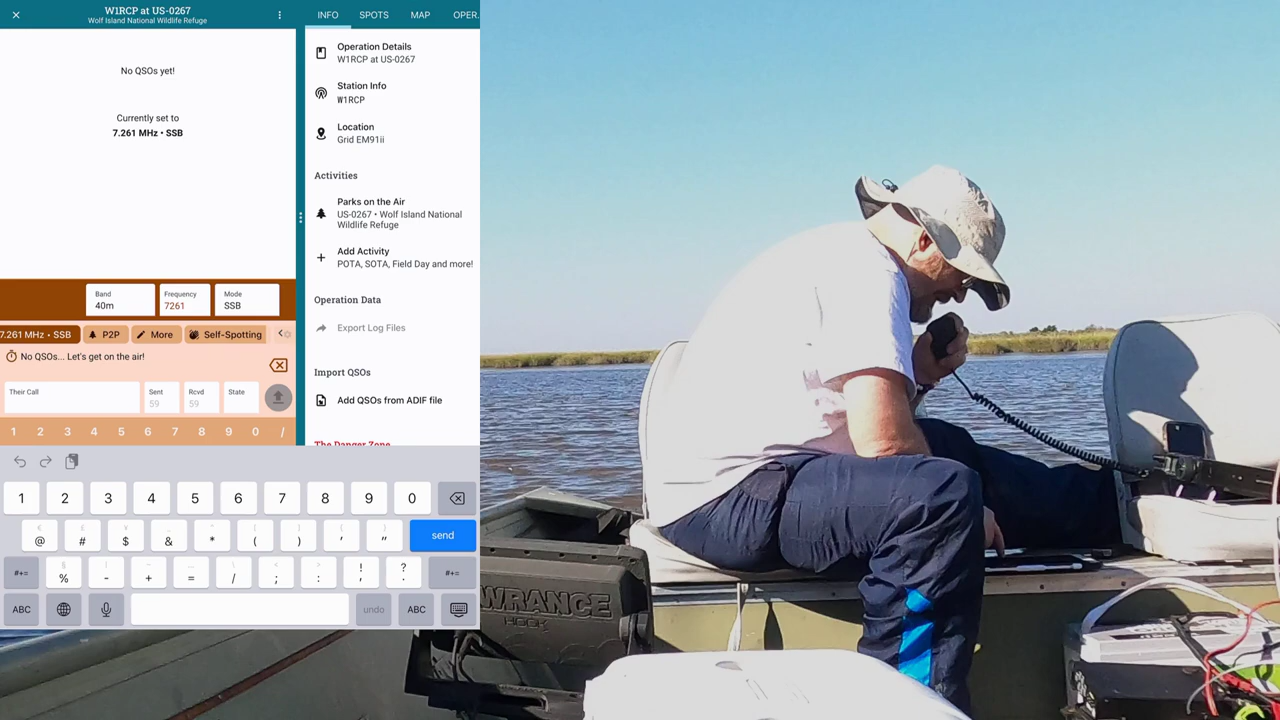 W1RCP at US-0267
Wolf Island National Wildlife Refuge
No QSOs yet!
Currently set to
7.261 MHz • SSB
Band
40m
Frequency
7261
Mode
SSB
7.261 MHz • SSB
P2P
More
Self-Spotting
No QSOs... Let's get on the air!
Their Call
Sent
59
Rcvd
59
State
1 2 3 4 5 6 7 8 9 0 /
INFO SPOTS MAP OPER.
Operation Details
W1RCP at US-0267
Station Info
W1RCP
Location
Grid EM91ii
Activities
Parks on the Air
US-0267 • Wolf Island National
Wildlife Refuge
Add Activity
POTA, SOTA, Field Day and more!
Operation Data
Export Log Files
Import QSOs
Add QSOs from ADIF file
The Danger Zone
1 2 3 4 5 6 7 8 9 0
€ £ ¥ _ ^ [ ] { }
@ # $ & * ( ) ' "
send
§ | ~ … \ < > ! ?
#+= % - + = / ; : , . #+=
ABC undo ABC
WRANCE
HOOK